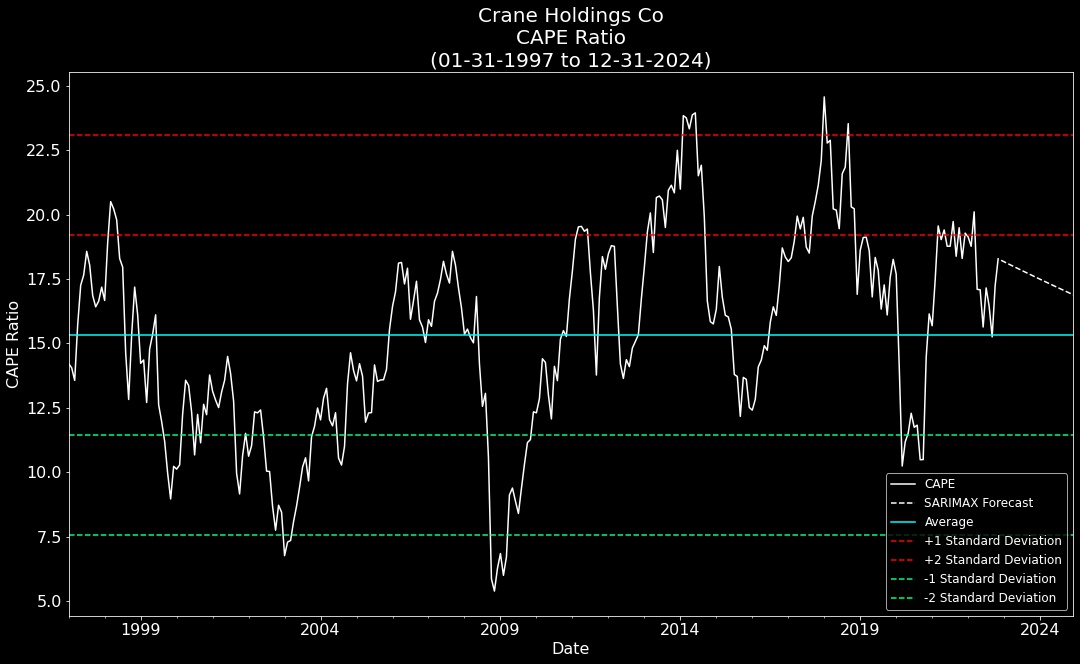 Crane Holdings Co
CAPE Ratio
(01-31-1997 to 12-31-2024)
CAPE Ratio
25.0
22.5
20.0
17.5
15.0
12.5
10.0
7.5
5.0
CAPE
SARIMAX Forecast
Average
+1 Standard Deviation
+2 Standard Deviation
-1 Standard Deviation
-2 Standard Deviation
1999
2004
2009
2014
2019
2024
Date